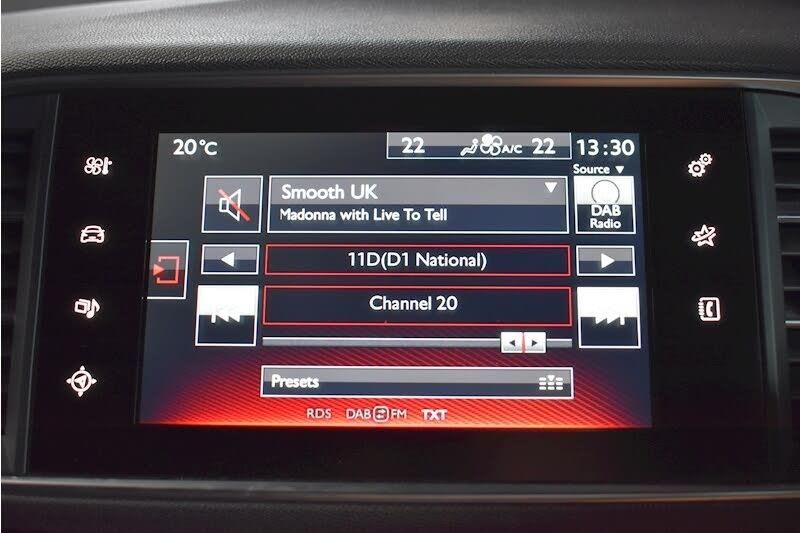 20°C
22 A/C 22
13:30
Source ▼
Smooth UK
Madonna with Live To Tell
DAB
Radio
11D(D1 National)
Channel 20
Presets
RDS DAB FM TXT